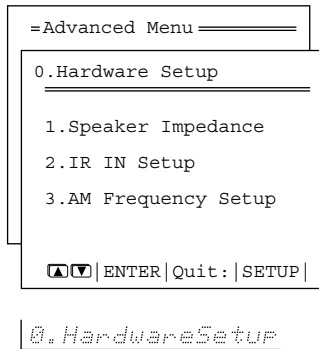 =Advanced Menu
0.Hardware Setup
1.Speaker Impedance
2.IR IN Setup
3.AM Frequency Setup
▲▼|ENTER|Quit:|SETUP|
0.HardwareSetup